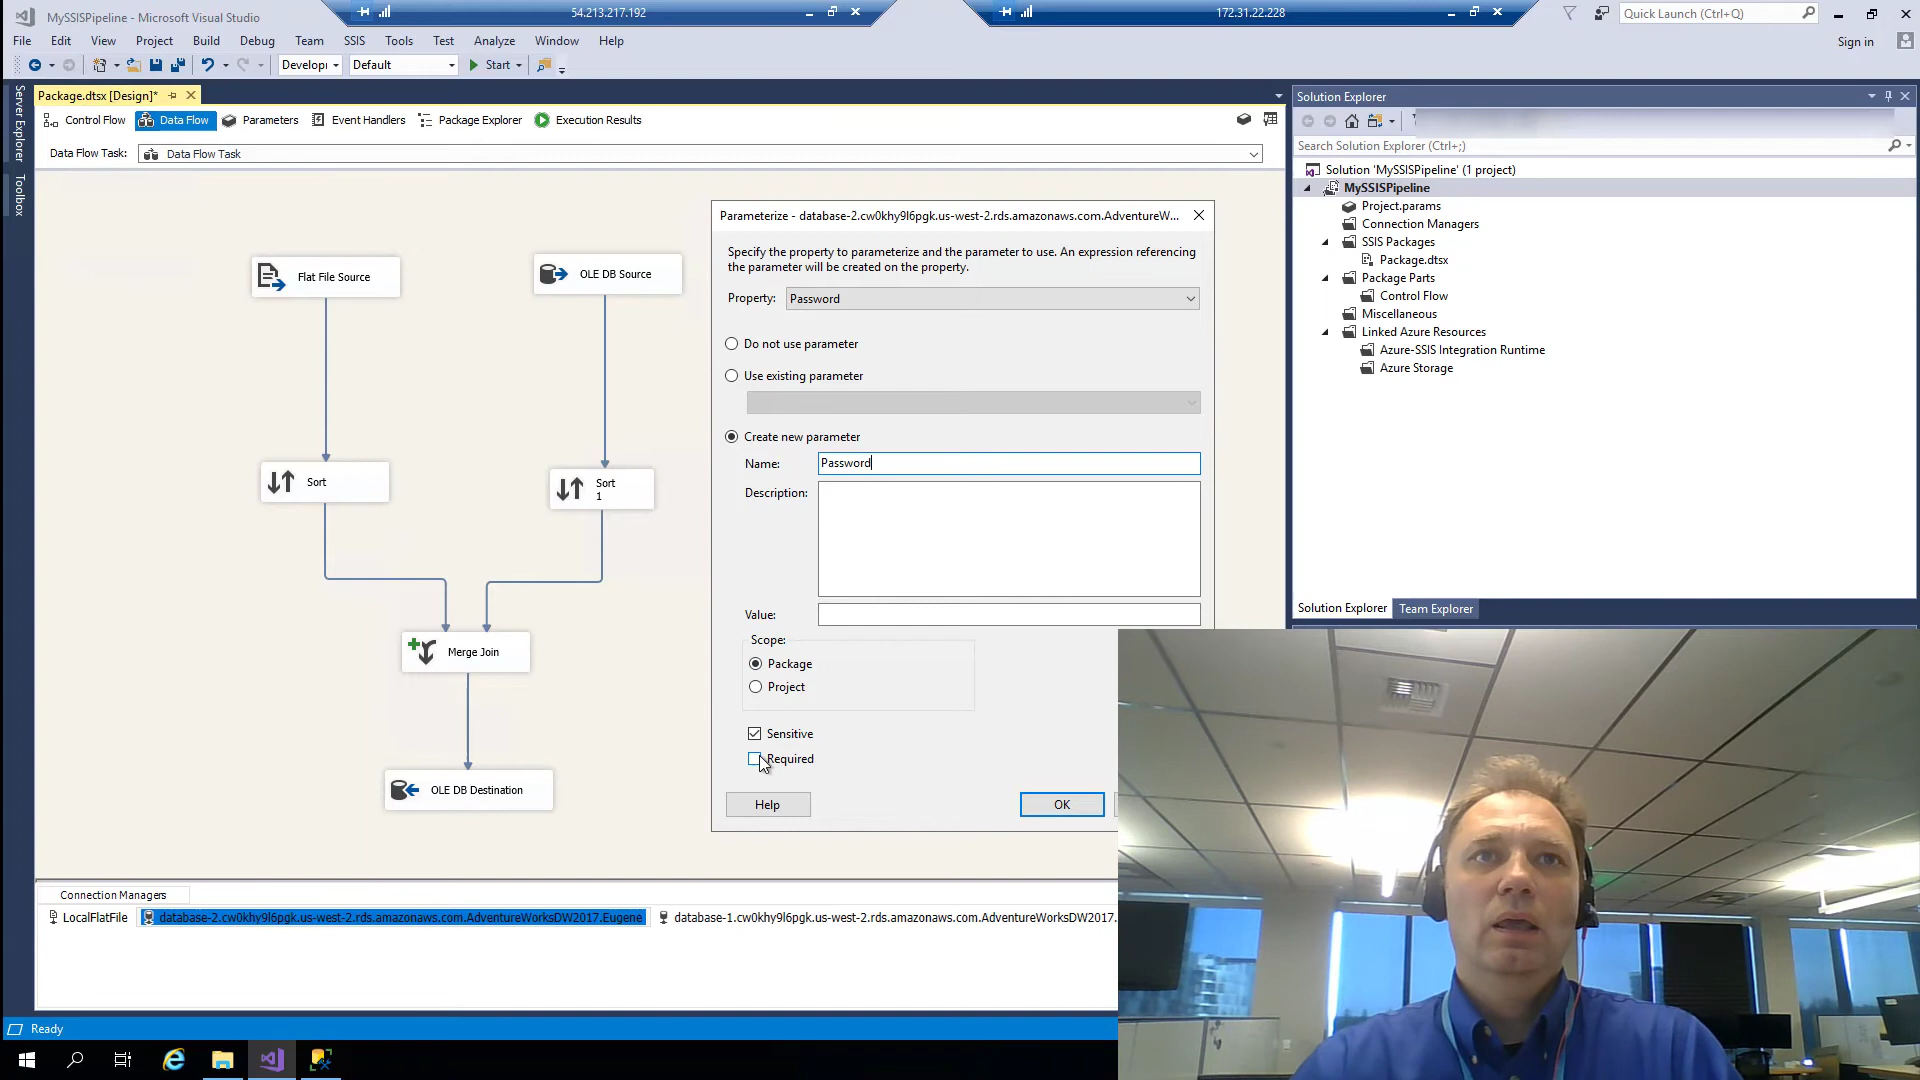 MySSISPipeline - Microsoft Visual Studio
54.213.217.192
172.31.22.228
Quick Launch (Ctrl+Q)
File Edit View Project Build Debug Team SSIS Tools Test Analyze Window Help
Sign in
Developı Default Start
Server Explorer
Toolbox
Package.dtsx [Design]*
Control Flow Data Flow Parameters Event Handlers Package Explorer Execution Results
Data Flow Task: Data Flow Task
Flat File Source
OLE DB Source
Sort
Sort
1
Merge Join
OLE DB Destination
Parameterize - database-2.cw0khy9l6pgk.us-west-2.rds.amazonaws.com.AdventureW...
Specify the property to parameterize and the parameter to use. An expression referencing
the parameter will be created on the property.
Property: Password
Do not use parameter
Use existing parameter
Create new parameter
Name: Password
Description:
Value:
Scope:
Package
Project
Sensitive
Required
Help
OK
Solution Explorer
Search Solution Explorer (Ctrl+;)
Solution 'MySSISPipeline' (1 project)
MySSISPipeline
Project.params
Connection Managers
SSIS Packages
Package.dtsx
Package Parts
Control Flow
Miscellaneous
Linked Azure Resources
Azure-SSIS Integration Runtime
Azure Storage
Solution Explorer Team Explorer
Connection Managers
LocalFlatFile database-2.cw0khy9l6pgk.us-west-2.rds.amazonaws.com.AdventureWorksDW2017.Eugene database-1.cw0khy9l6pgk.us-west-2.rds.amazonaws.com.AdventureWorksDW2017.
Ready